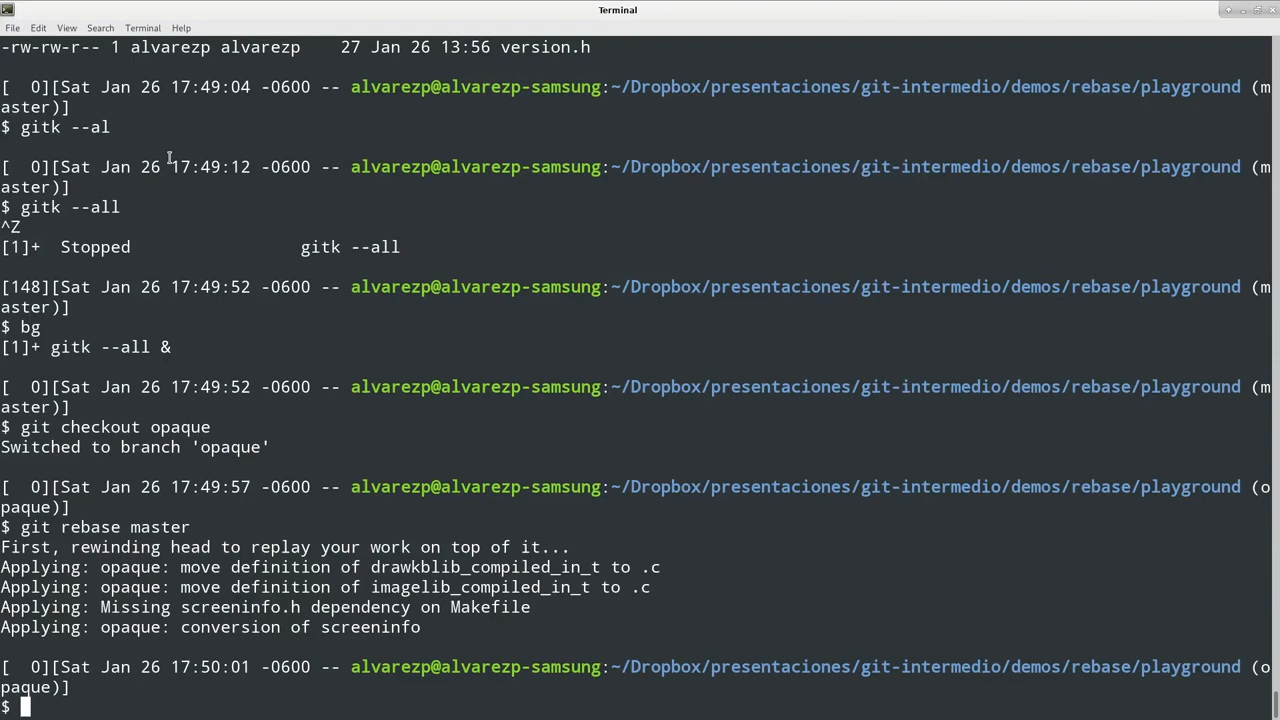 Terminal
File Edit View Search Terminal Help
-rw-rw-r-- 1 alvarezp alvarezp    27 Jan 26 13:56 version.h
[  0][Sat Jan 26 17:49:04 -0600 -- alvarezp@alvarezp-samsung:~/Dropbox/presentaciones/git-intermedio/demos/rebase/playground (m
aster)]
$ gitk --al
[  0][Sat Jan 26 17:49:12 -0600 -- alvarezp@alvarezp-samsung:~/Dropbox/presentaciones/git-intermedio/demos/rebase/playground (m
aster)]
$ gitk --all
^Z
[1]+  Stopped                 gitk --all
[148][Sat Jan 26 17:49:52 -0600 -- alvarezp@alvarezp-samsung:~/Dropbox/presentaciones/git-intermedio/demos/rebase/playground (m
aster)]
$ bg
[1]+ gitk --all &
[  0][Sat Jan 26 17:49:52 -0600 -- alvarezp@alvarezp-samsung:~/Dropbox/presentaciones/git-intermedio/demos/rebase/playground (m
aster)]
$ git checkout opaque
Switched to branch 'opaque'
[  0][Sat Jan 26 17:49:57 -0600 -- alvarezp@alvarezp-samsung:~/Dropbox/presentaciones/git-intermedio/demos/rebase/playground (o
paque)]
$ git rebase master
First, rewinding head to replay your work on top of it...
Applying: opaque: move definition of drawkblib_compiled_in_t to .c
Applying: opaque: move definition of imagelib_compiled_in_t to .c
Applying: Missing screeninfo.h dependency on Makefile
Applying: opaque: conversion of screeninfo
[  0][Sat Jan 26 17:50:01 -0600 -- alvarezp@alvarezp-samsung:~/Dropbox/presentaciones/git-intermedio/demos/rebase/playground (o
paque)]
$